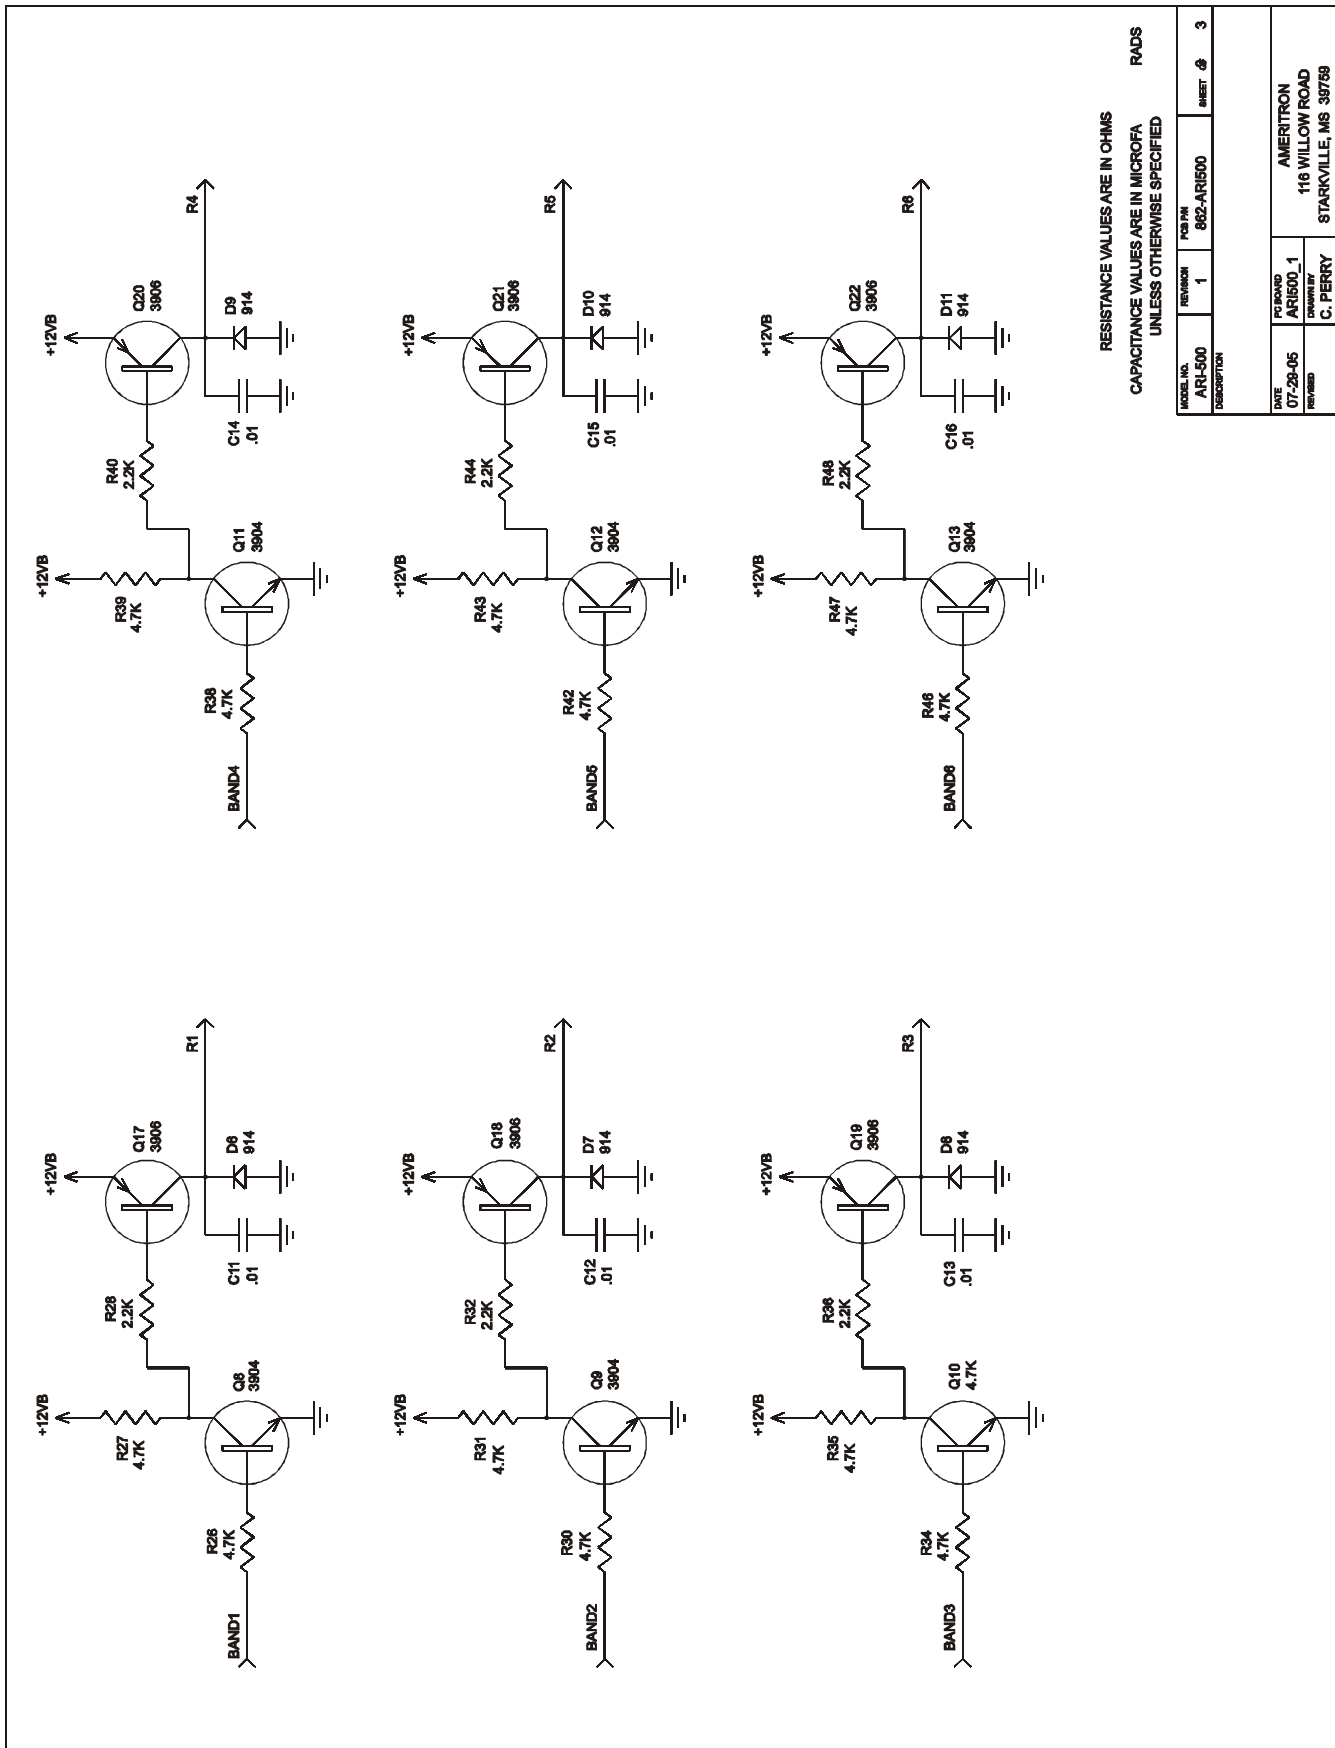 +12VB
+12VB
R27
4.7K
R28
2.2K
Q17
3906
R1
BAND1
R26
4.7K
Q8
3904
C11
.01
D6
914
+12VB
+12VB
R31
4.7K
R32
2.2K
Q18
3906
R2
BAND2
R30
4.7K
Q9
3904
C12
.01
D7
914
+12VB
+12VB
R35
4.7K
R36
2.2K
Q19
3906
R3
BAND3
R34
4.7K
Q10
4.7K
C13
.01
D8
914
+12VB
+12VB
R39
4.7K
R40
2.2K
Q20
3906
R4
BAND4
R38
4.7K
Q11
3904
C14
.01
D9
914
+12VB
+12VB
R43
4.7K
R44
2.2K
Q21
3906
R5
BAND5
R42
4.7K
Q12
3904
C15
.01
D10
914
+12VB
+12VB
R47
4.7K
R48
2.2K
Q22
3906
R6
BAND6
R46
4.7K
Q13
3904
C16
.01
D11
914
RESISTANCE VALUES ARE IN OHMS
CAPACITANCE VALUES ARE IN MICROFA RADS
UNLESS OTHERWISE SPECIFIED
MODEL NO. REVISION PCB P/N SHEET
ARI-500 1 862-ARI500 3
DESCRIPTION
DATE PC BOARD
07-29-05 ARI500_1
REVISED DRAWN BY
C. PERRY
AMERITRON
116 WILLOW ROAD
STARKVILLE, MS 39759